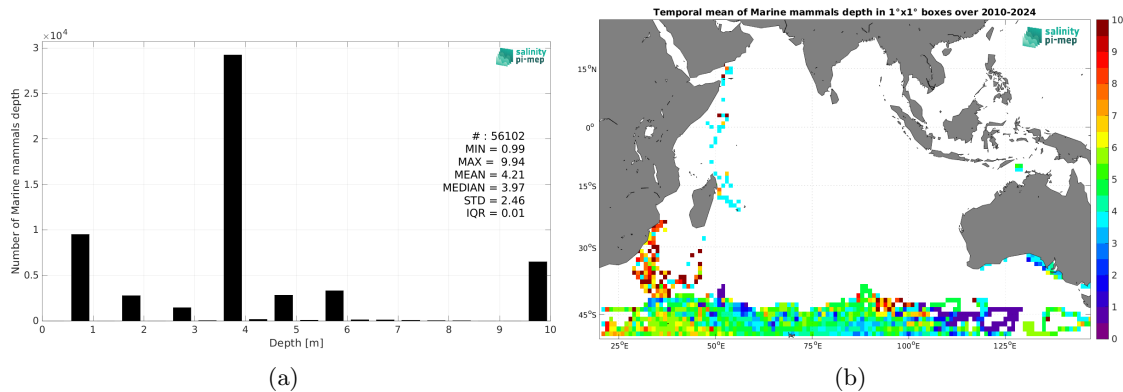 ×10⁴
3
2.5
2
1.5
1
0.5
0
0 1 2 3 4 5 6 7 8 9 10
Number of Marine mammals depth
Depth [m]
salinity
pi-mep
# : 56102
MIN = 0.99
MAX = 9.94
MEAN = 4.21
MEDIAN = 3.97
STD = 2.46
IQR = 0.01
(a)
Temporal mean of Marine mammals depth in 1°x1° boxes over 2010-2024
salinity
pi-mep
15°N
0°
15°S
30°S
45°S
25°E 50°E 75°E 100°E 125°E
10
9
8
7
6
5
4
3
2
1
0
(b)